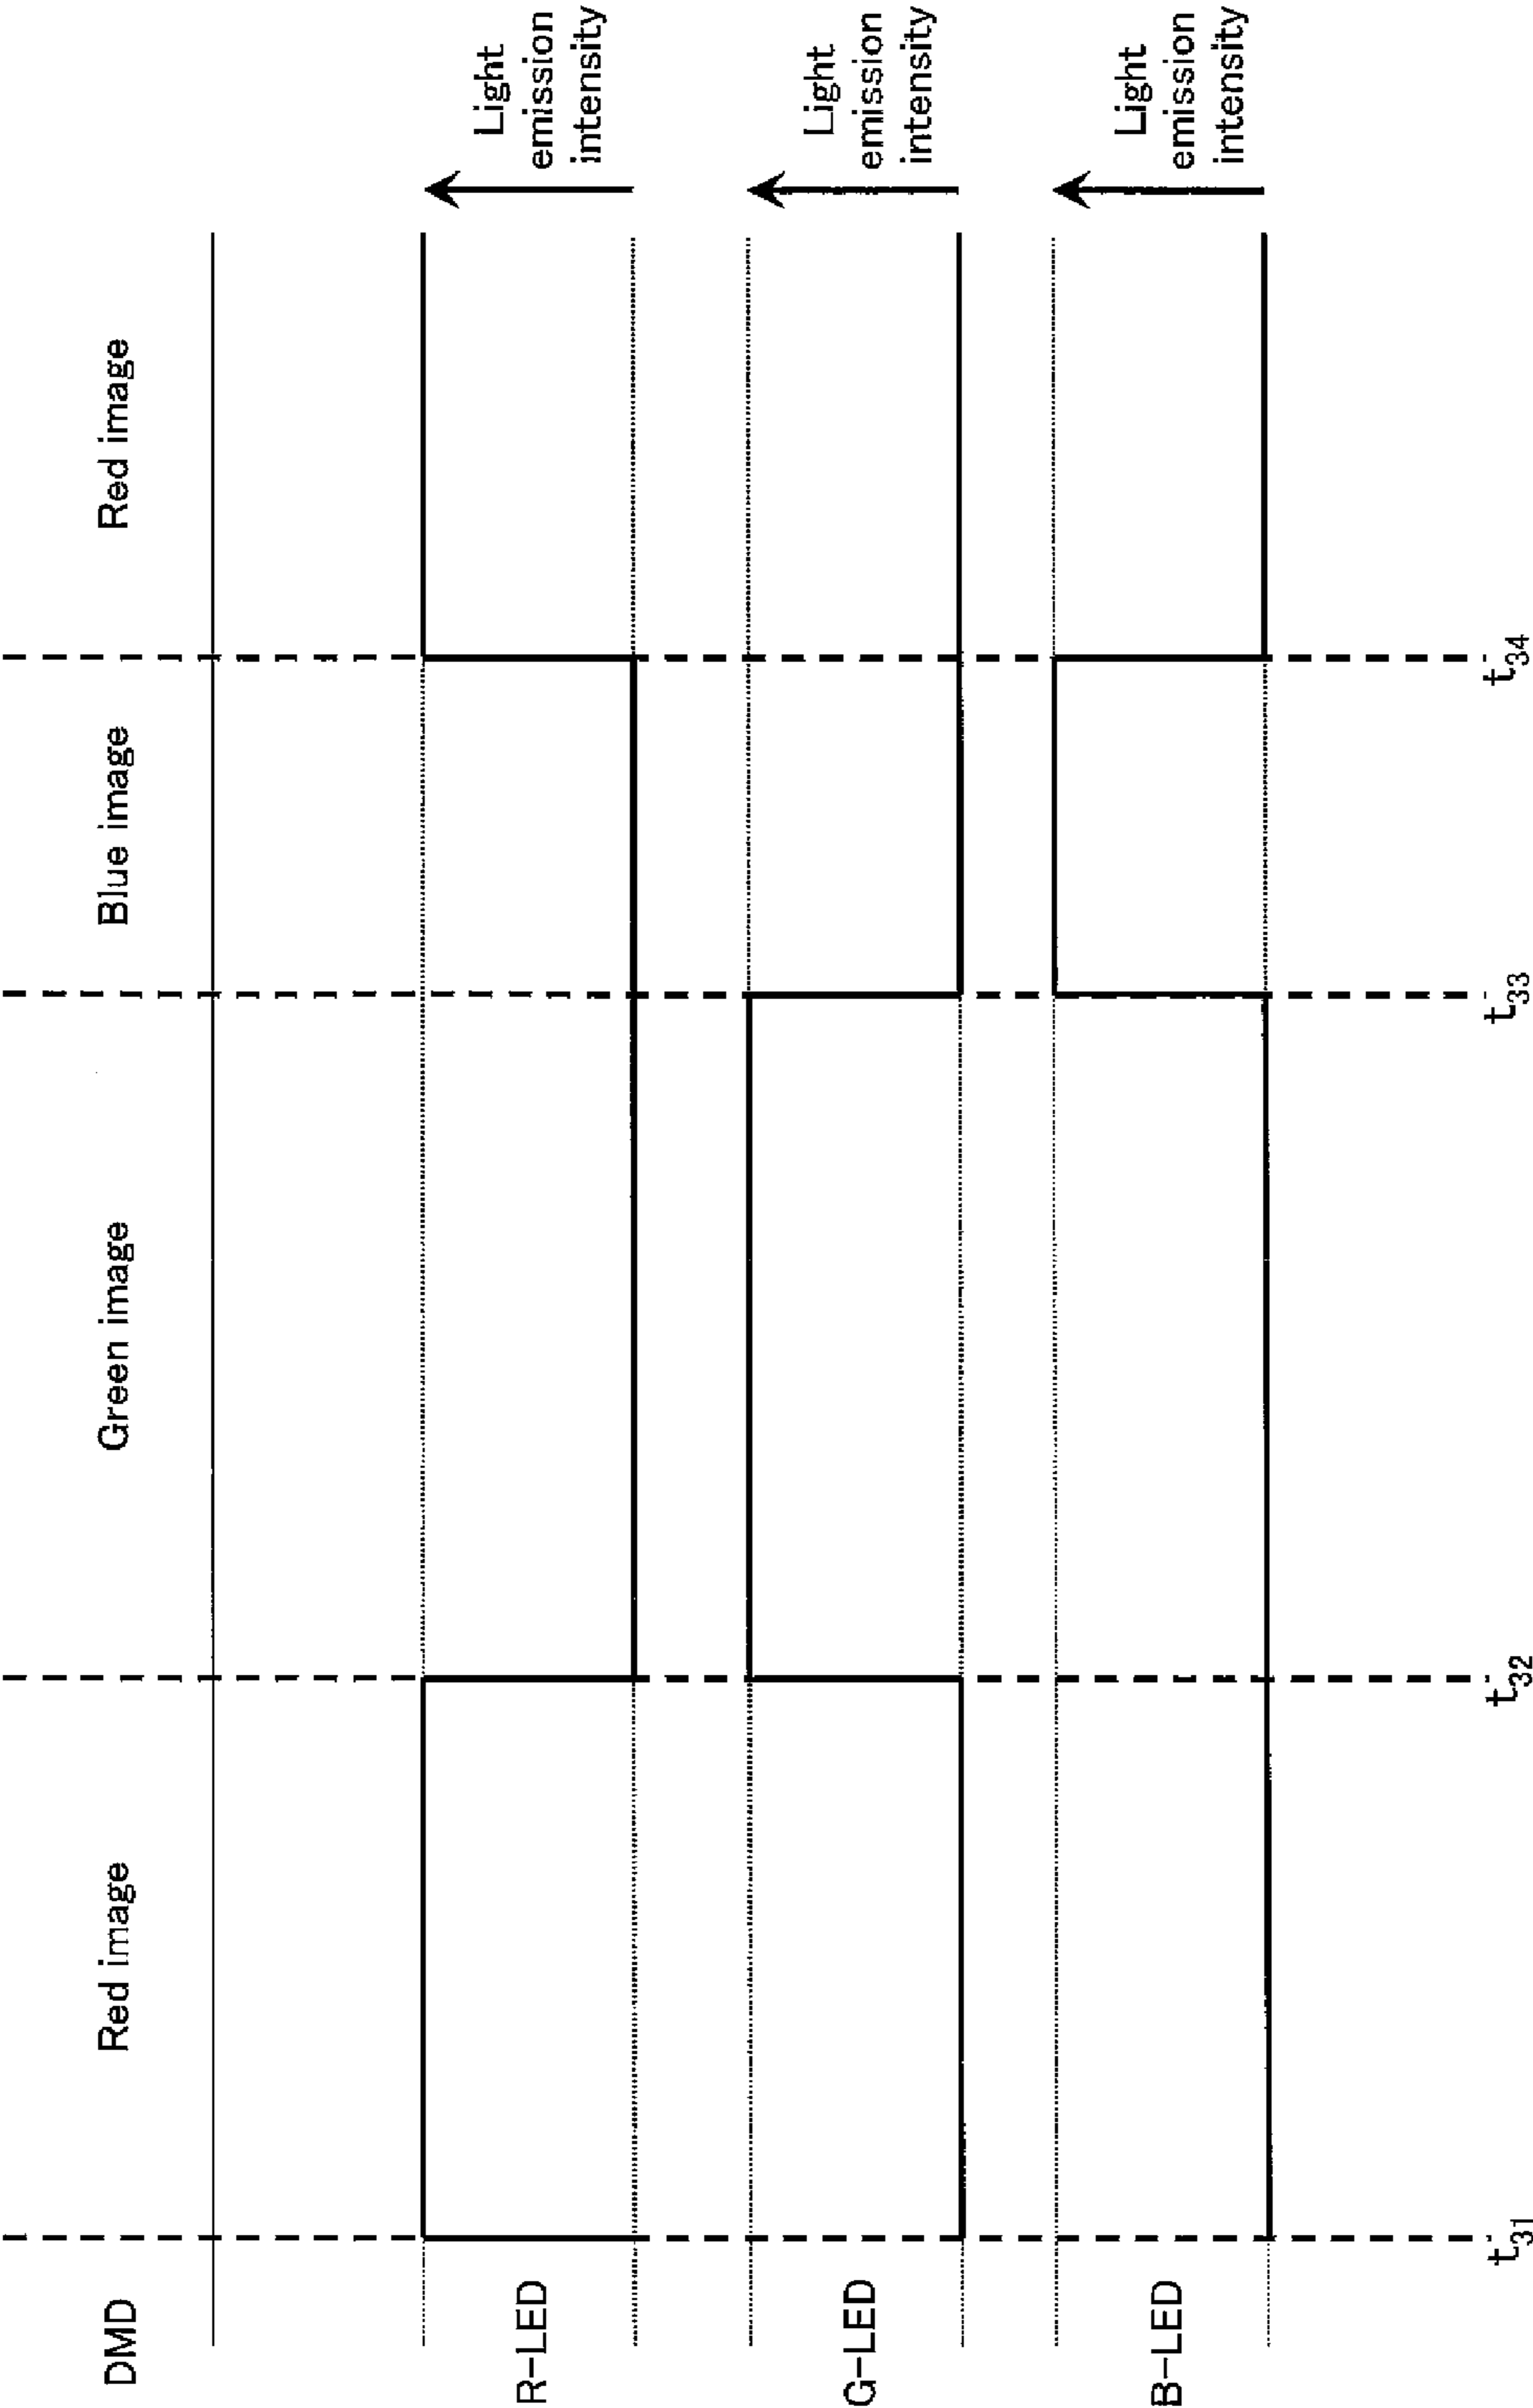 DMD
Red image
Green image
Blue image
Red image
R-LED
Light
emission
intensity
G-LED
Light
emission
intensity
B-LED
Light
emission
intensity
t31
t32
t33
t34